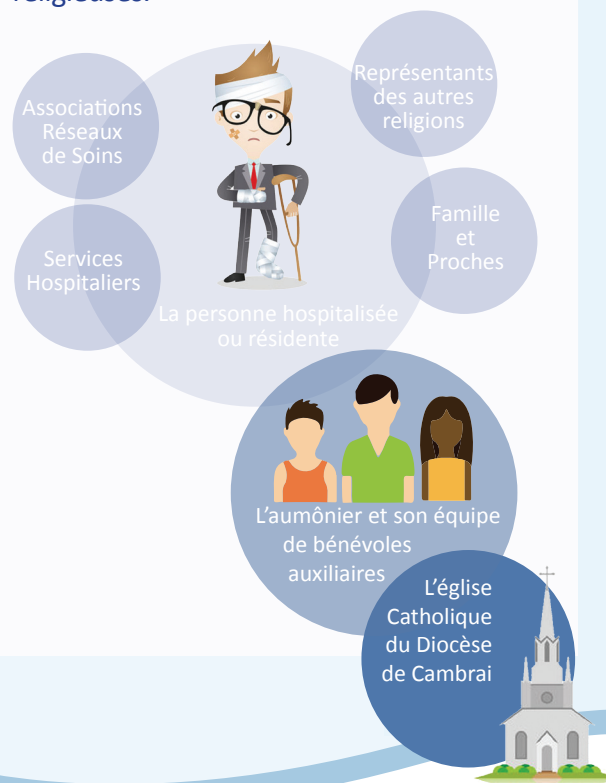 religieuses.
Associations
Réseaux
de Soins
Représentants
des autres
religions
Services
Hospitaliers
Famille
et
Proches
La personne hospitalisée
ou résidente
L'aumônier et son équipe
de bénévoles
auxiliaires
L'église
Catholique
du Diocèse
de Cambrai